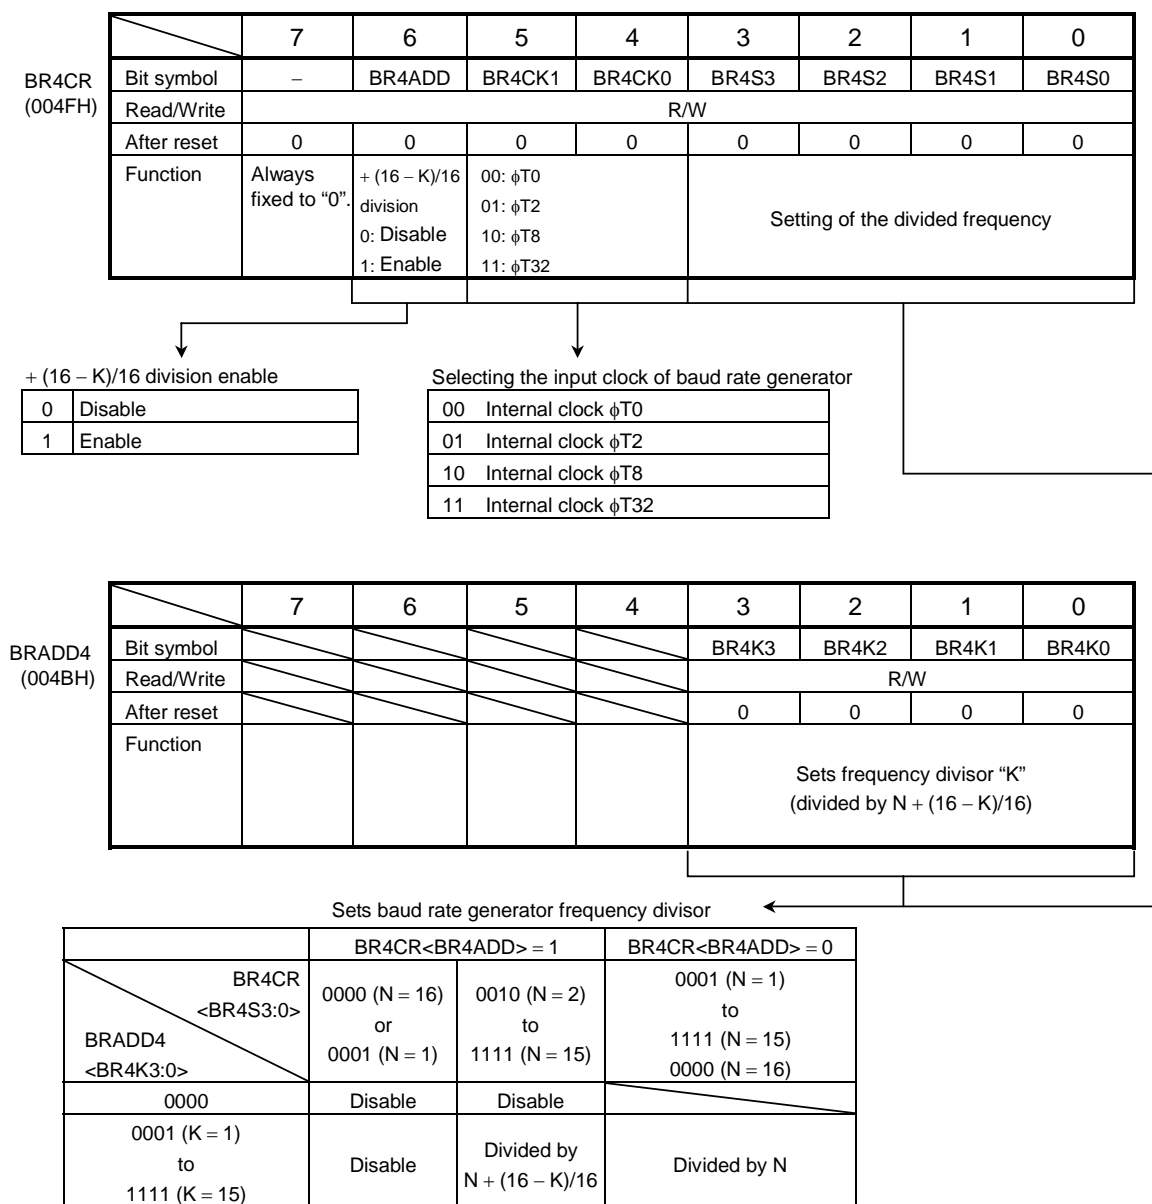 7 6 5 4 3 2 1 0
BR4CR
(004FH)
Bit symbol – BR4ADD BR4CK1 BR4CK0 BR4S3 BR4S2 BR4S1 BR4S0
Read/Write R/W
After reset 0 0 0 0 0 0 0 0
Function
Always
fixed to “0”.
+ (16 – K)/16
division
0: Disable
1: Enable
00: ϕT0
01: ϕT2
10: ϕT8
11: ϕT32
Setting of the divided frequency
+ (16 – K)/16 division enable
0 Disable
1 Enable
Selecting the input clock of baud rate generator
00 Internal clock ϕT0
01 Internal clock ϕT2
10 Internal clock ϕT8
11 Internal clock ϕT32
7 6 5 4 3 2 1 0
BRADD4
(004BH)
Bit symbol BR4K3 BR4K2 BR4K1 BR4K0
Read/Write R/W
After reset 0 0 0 0
Function
Sets frequency divisor “K”
(divided by N + (16 – K)/16)
Sets baud rate generator frequency divisor
BR4CR<BR4ADD> = 1 BR4CR<BR4ADD> = 0
BR4CR
<BR4S3:0>
BRADD4
<BR4K3:0>
0000 (N = 16)
or
0001 (N = 1)
0010 (N = 2)
to
1111 (N = 15)
0001 (N = 1)
to
1111 (N = 15)
0000 (N = 16)
0000 Disable Disable
0001 (K = 1)
to
1111 (K = 15)
Disable
Divided by
N + (16 – K)/16
Divided by N